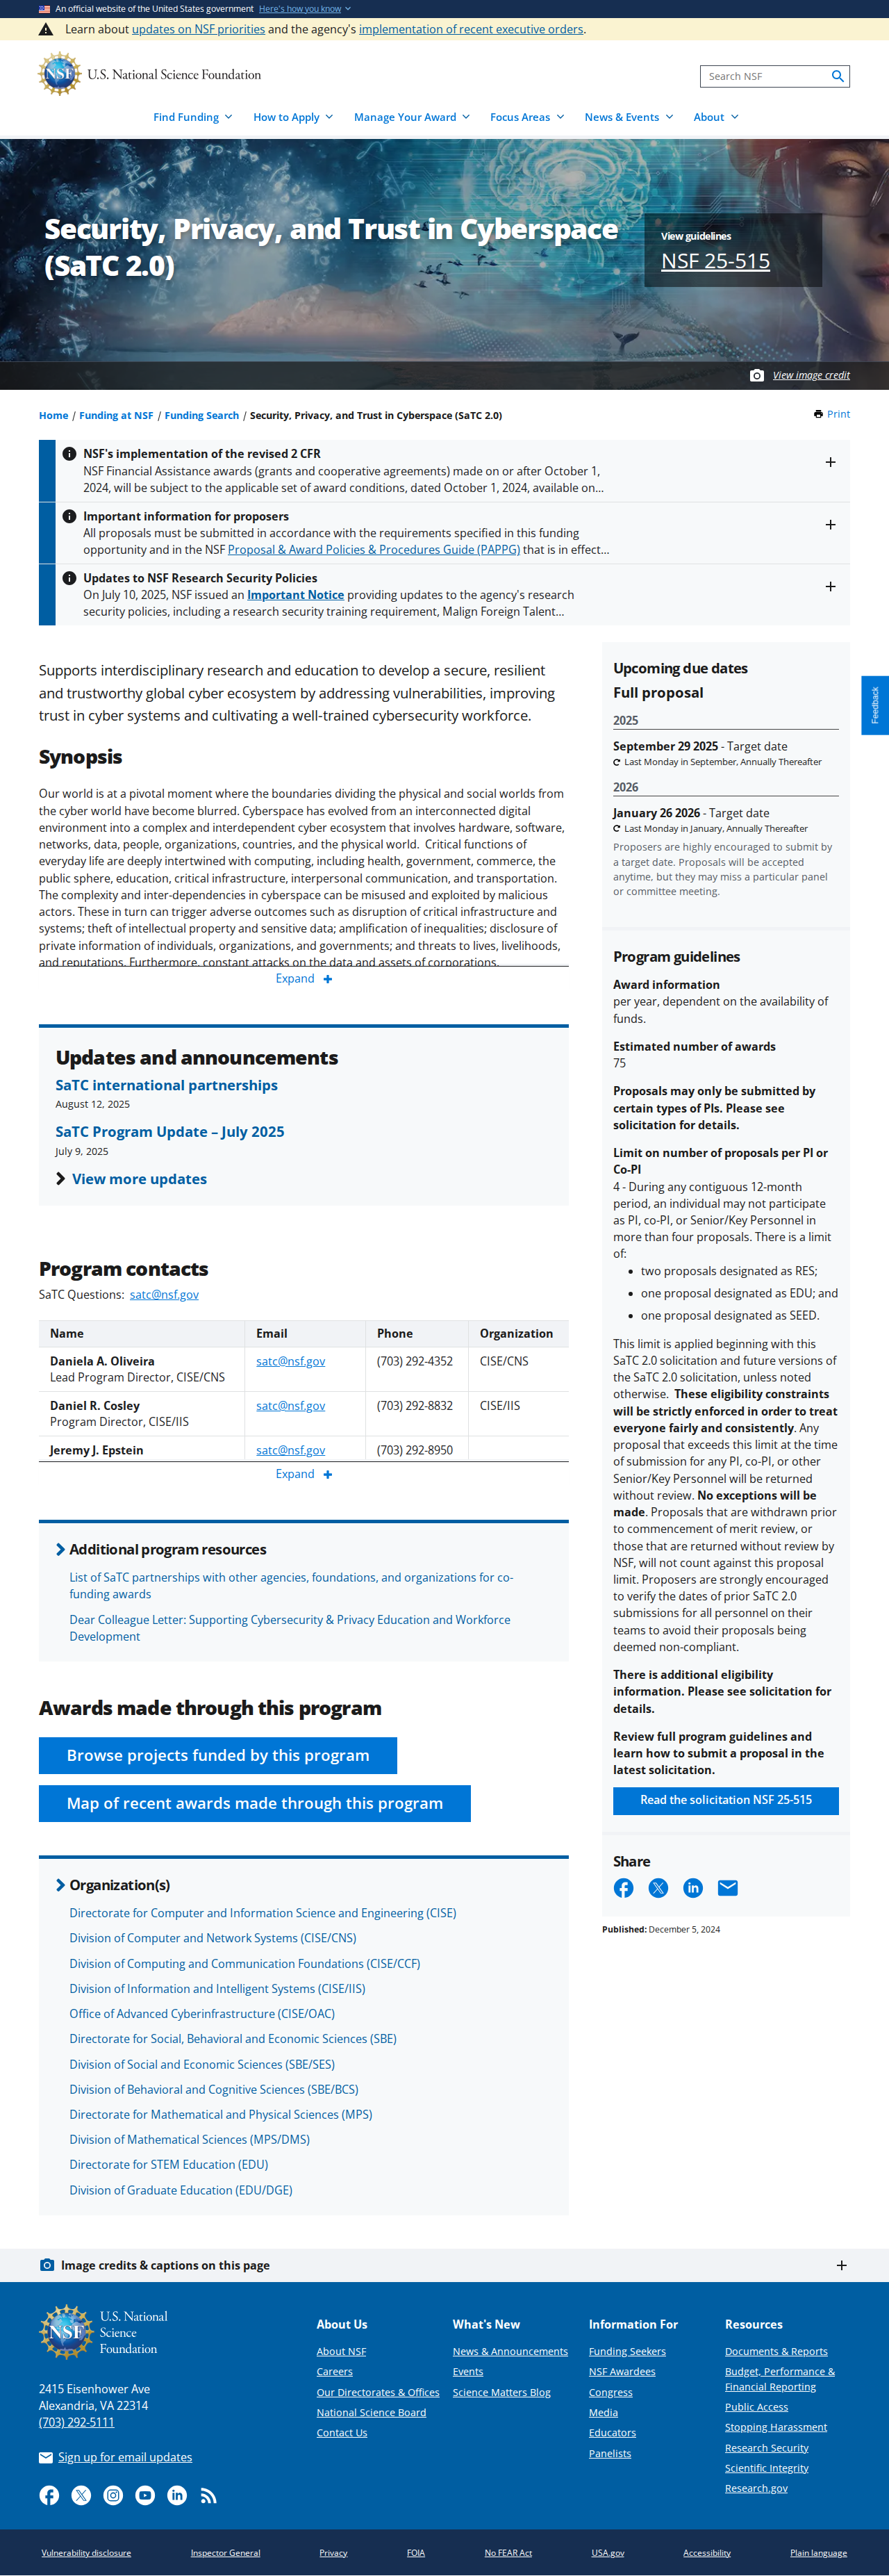 An official website of the United States government Here's how you know
Learn about updates on NSF priorities and the agency's implementation of recent executive orders.
NSF U.S. National Science Foundation
Search NSF
Find Funding How to Apply Manage Your Award Focus Areas News & Events About
Security, Privacy, and Trust in Cyberspace
(SaTC 2.0)
View guidelines
NSF 25-515
View image credit
Home / Funding at NSF / Funding Search / Security, Privacy, and Trust in Cyberspace (SaTC 2.0)
Print
NSF's implementation of the revised 2 CFR
NSF Financial Assistance awards (grants and cooperative agreements) made on or after October 1,
2024, will be subject to the applicable set of award conditions, dated October 1, 2024, available on...
Important information for proposers
All proposals must be submitted in accordance with the requirements specified in this funding
opportunity and in the NSF Proposal & Award Policies & Procedures Guide (PAPPG) that is in effect...
Updates to NSF Research Security Policies
On July 10, 2025, NSF issued an Important Notice providing updates to the agency's research
security policies, including a research security training requirement, Malign Foreign Talent...
Supports interdisciplinary research and education to develop a secure, resilient
and trustworthy global cyber ecosystem by addressing vulnerabilities, improving
trust in cyber systems and cultivating a well-trained cybersecurity workforce.
Synopsis
Our world is at a pivotal moment where the boundaries dividing the physical and social worlds from
the cyber world have become blurred. Cyberspace has evolved from an interconnected digital
environment into a complex and interdependent cyber ecosystem that involves hardware, software,
networks, data, people, organizations, countries, and the physical world. Critical functions of
everyday life are deeply intertwined with computing, including health, government, commerce, the
public sphere, education, critical infrastructure, interpersonal communication, and transportation.
The complexity and inter-dependencies in cyberspace can be misused and exploited by malicious
actors. These in turn can trigger adverse outcomes such as disruption of critical infrastructure and
systems; theft of intellectual property and sensitive data; amplification of inequalities; disclosure of
private information of individuals, organizations, and governments; and threats to lives, livelihoods,
and reputations. Furthermore, constant attacks on the data and assets of corporations,
Expand
Updates and announcements
SaTC international partnerships
August 12, 2025
SaTC Program Update – July 2025
July 9, 2025
View more updates
Program contacts
SaTC Questions: satc@nsf.gov
Name Email Phone Organization
Daniela A. Oliveira satc@nsf.gov (703) 292-4352 CISE/CNS
Lead Program Director, CISE/CNS
Daniel R. Cosley satc@nsf.gov (703) 292-8832 CISE/IIS
Program Director, CISE/IIS
Jeremy J. Epstein satc@nsf.gov (703) 292-8950
Expand
Additional program resources
List of SaTC partnerships with other agencies, foundations, and organizations for co-
funding awards
Dear Colleague Letter: Supporting Cybersecurity & Privacy Education and Workforce
Development
Awards made through this program
Browse projects funded by this program
Map of recent awards made through this program
Organization(s)
Directorate for Computer and Information Science and Engineering (CISE)
Division of Computer and Network Systems (CISE/CNS)
Division of Computing and Communication Foundations (CISE/CCF)
Division of Information and Intelligent Systems (CISE/IIS)
Office of Advanced Cyberinfrastructure (CISE/OAC)
Directorate for Social, Behavioral and Economic Sciences (SBE)
Division of Social and Economic Sciences (SBE/SES)
Division of Behavioral and Cognitive Sciences (SBE/BCS)
Directorate for Mathematical and Physical Sciences (MPS)
Division of Mathematical Sciences (MPS/DMS)
Directorate for STEM Education (EDU)
Division of Graduate Education (EDU/DGE)
Upcoming due dates
Full proposal
2025
September 29 2025 - Target date
Last Monday in September, Annually Thereafter
2026
January 26 2026 - Target date
Last Monday in January, Annually Thereafter
Proposers are highly encouraged to submit by
a target date. Proposals will be accepted
anytime, but they may miss a particular panel
or committee meeting.
Feedback
Program guidelines
Award information
per year, dependent on the availability of
funds.
Estimated number of awards
75
Proposals may only be submitted by
certain types of PIs. Please see
solicitation for details.
Limit on number of proposals per PI or
Co-PI
4 - During any contiguous 12-month
period, an individual may not participate
as PI, co-PI, or Senior/Key Personnel in
more than four proposals. There is a limit
of:
• two proposals designated as RES;
• one proposal designated as EDU; and
• one proposal designated as SEED.
This limit is applied beginning with this
SaTC 2.0 solicitation and future versions of
the SaTC 2.0 solicitation, unless noted
otherwise. These eligibility constraints
will be strictly enforced in order to treat
everyone fairly and consistently. Any
proposal that exceeds this limit at the time
of submission for any PI, co-PI, or other
Senior/Key Personnel will be returned
without review. No exceptions will be
made. Proposals that are withdrawn prior
to commencement of merit review, or
those that are returned without review by
NSF, will not count against this proposal
limit. Proposers are strongly encouraged
to verify the dates of prior SaTC 2.0
submissions for all personnel on their
teams to avoid their proposals being
deemed non-compliant.
There is additional eligibility
information. Please see solicitation for
details.
Review full program guidelines and
learn how to submit a proposal in the
latest solicitation.
Read the solicitation NSF 25-515
Share
Published: December 5, 2024
Image credits & captions on this page
NSF U.S. National
Science
Foundation
2415 Eisenhower Ave
Alexandria, VA 22314
(703) 292-5111
Sign up for email updates
About Us
About NSF
Careers
Our Directorates & Offices
National Science Board
Contact Us
What's New
News & Announcements
Events
Science Matters Blog
Information For
Funding Seekers
NSF Awardees
Congress
Media
Educators
Panelists
Resources
Documents & Reports
Budget, Performance &
Financial Reporting
Public Access
Stopping Harassment
Research Security
Scientific Integrity
Research.gov
Vulnerability disclosure Inspector General Privacy FOIA No FEAR Act USA.gov Accessibility Plain language